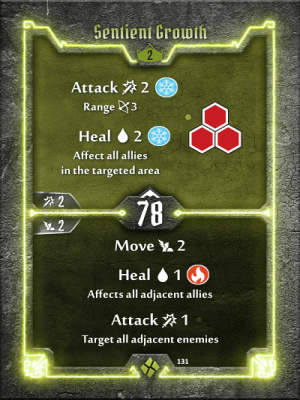 Sentient Growth
2
Attack 2
Range 3
Heal 2
Affect all allies
in the targeted area
2
78
2
Move 2
Heal 1
Affects all adjacent allies
Attack 1
Target all adjacent enemies
131